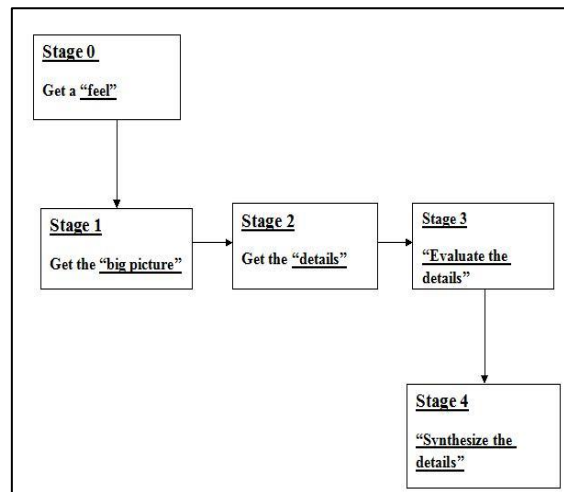 Stage 0
Get a “feel”
Stage 1
Get the “big picture”
Stage 2
Get the “details”
Stage 3
“Evaluate the
details”
Stage 4
“Synthesize the
details”